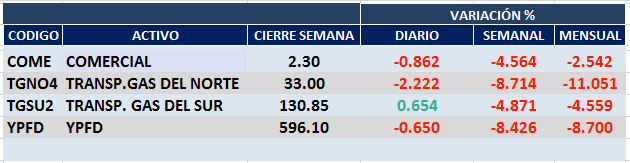 VARIACIÓN %
CODIGO ACTIVO CIERRE SEMANA DIARIO SEMANAL MENSUAL
COME COMERCIAL 2.30 -0.862 -4.564 -2.542
TGNO4 TRANSP.GAS DEL NORTE 33.00 -2.222 -8.714 -11.051
TGSU2 TRANSP. GAS DEL SUR 130.85 0.654 -4.871 -4.559
YPFD YPFD 596.10 -0.650 -8.426 -8.700